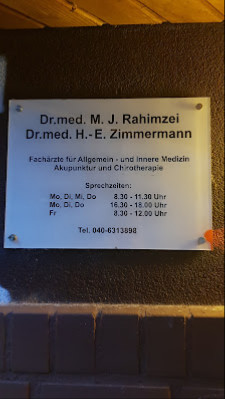 Dr.med. M. J. Rahimzei
Dr.med. H.-E. Zimmermann
Fachärzte für Allgemein - und innere Medizin
Akupunktur und Chirotherapie
Sprechzeiten:
Mo, Di, Mi, Do 8.30 - 11.30 Uhr
Mo, Di, Do 16.30 - 18.00 Uhr
Fr 8.30 - 12.00 Uhr
Tel. 040-6313898